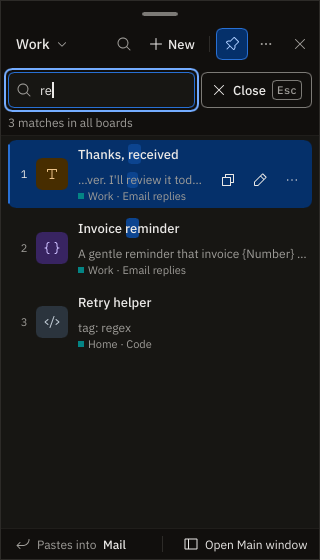 Work
New
re
Close Esc
3 matches in all boards
1
T
Thanks, received
...ver. I'll review it tod...
Work · Email replies
2
{ }
Invoice reminder
A gentle reminder that invoice {Number} ...
Work · Email replies
3
</>
Retry helper
tag: regex
Home · Code
Pastes into Mail
Open Main window